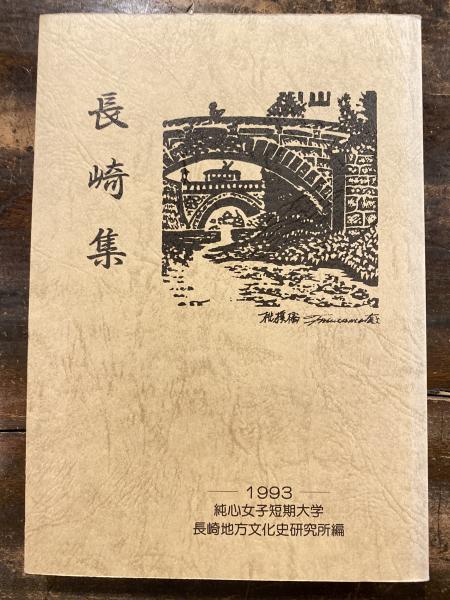 長崎集
1993
純心女子短期大学
長崎地方文化史研究所編